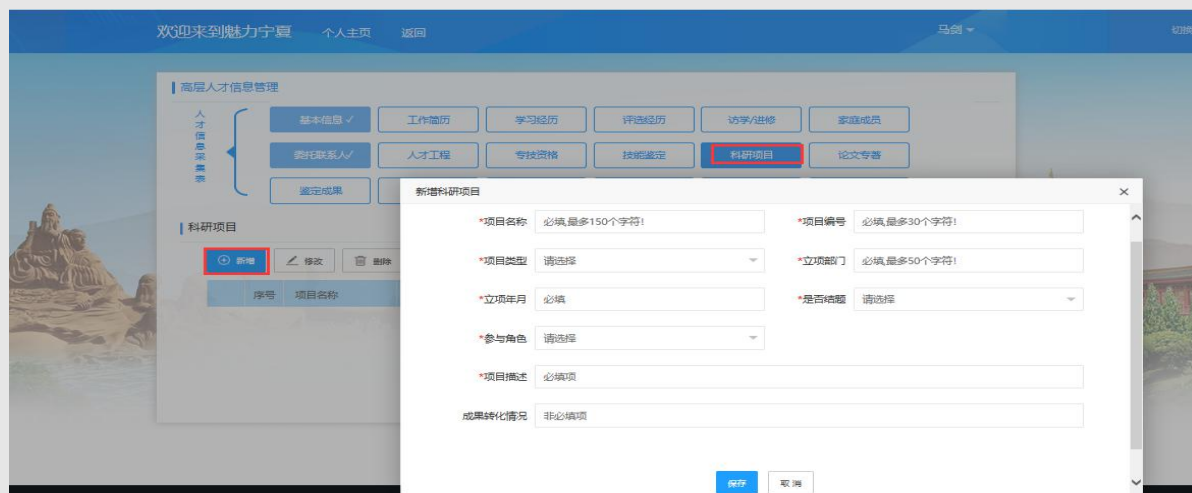 欢迎来到魅力宁夏 个人主页 返回 马剑 切换
高层人才信息管理
人才信息采集表
基本信息✓ 工作简历 学习经历 评选经历 访学/进修 家庭成员
委托联系人✓ 人才工程 专技资格 技能鉴定 科研项目 论文专著
鉴定成果
新增科研项目 ×
科研项目
新增 修改 删除
序号 项目名称
*项目名称 必填,最多150个字符! *项目编号 必填,最多30个字符!
*项目类型 请选择 *立项部门 必填,最多50个字符!
*立项年月 必填 *是否结题 请选择
*参与角色 请选择
*项目描述 必填项
成果转化情况 非必填项
保存 取消